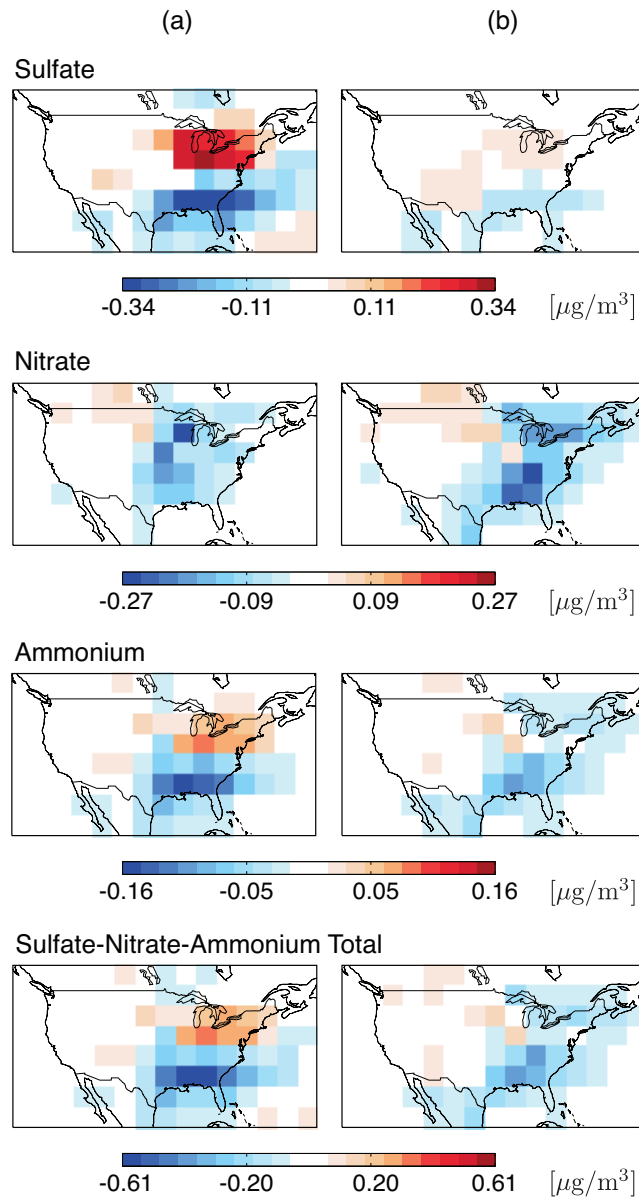 (a) (b)
Sulfate
-0.34 -0.11 0.11 0.34 [μg/m³]
Nitrate
-0.27 -0.09 0.09 0.27 [μg/m³]
Ammonium
-0.16 -0.05 0.05 0.16 [μg/m³]
Sulfate-Nitrate-Ammonium Total
-0.61 -0.20 0.20 0.61 [μg/m³]